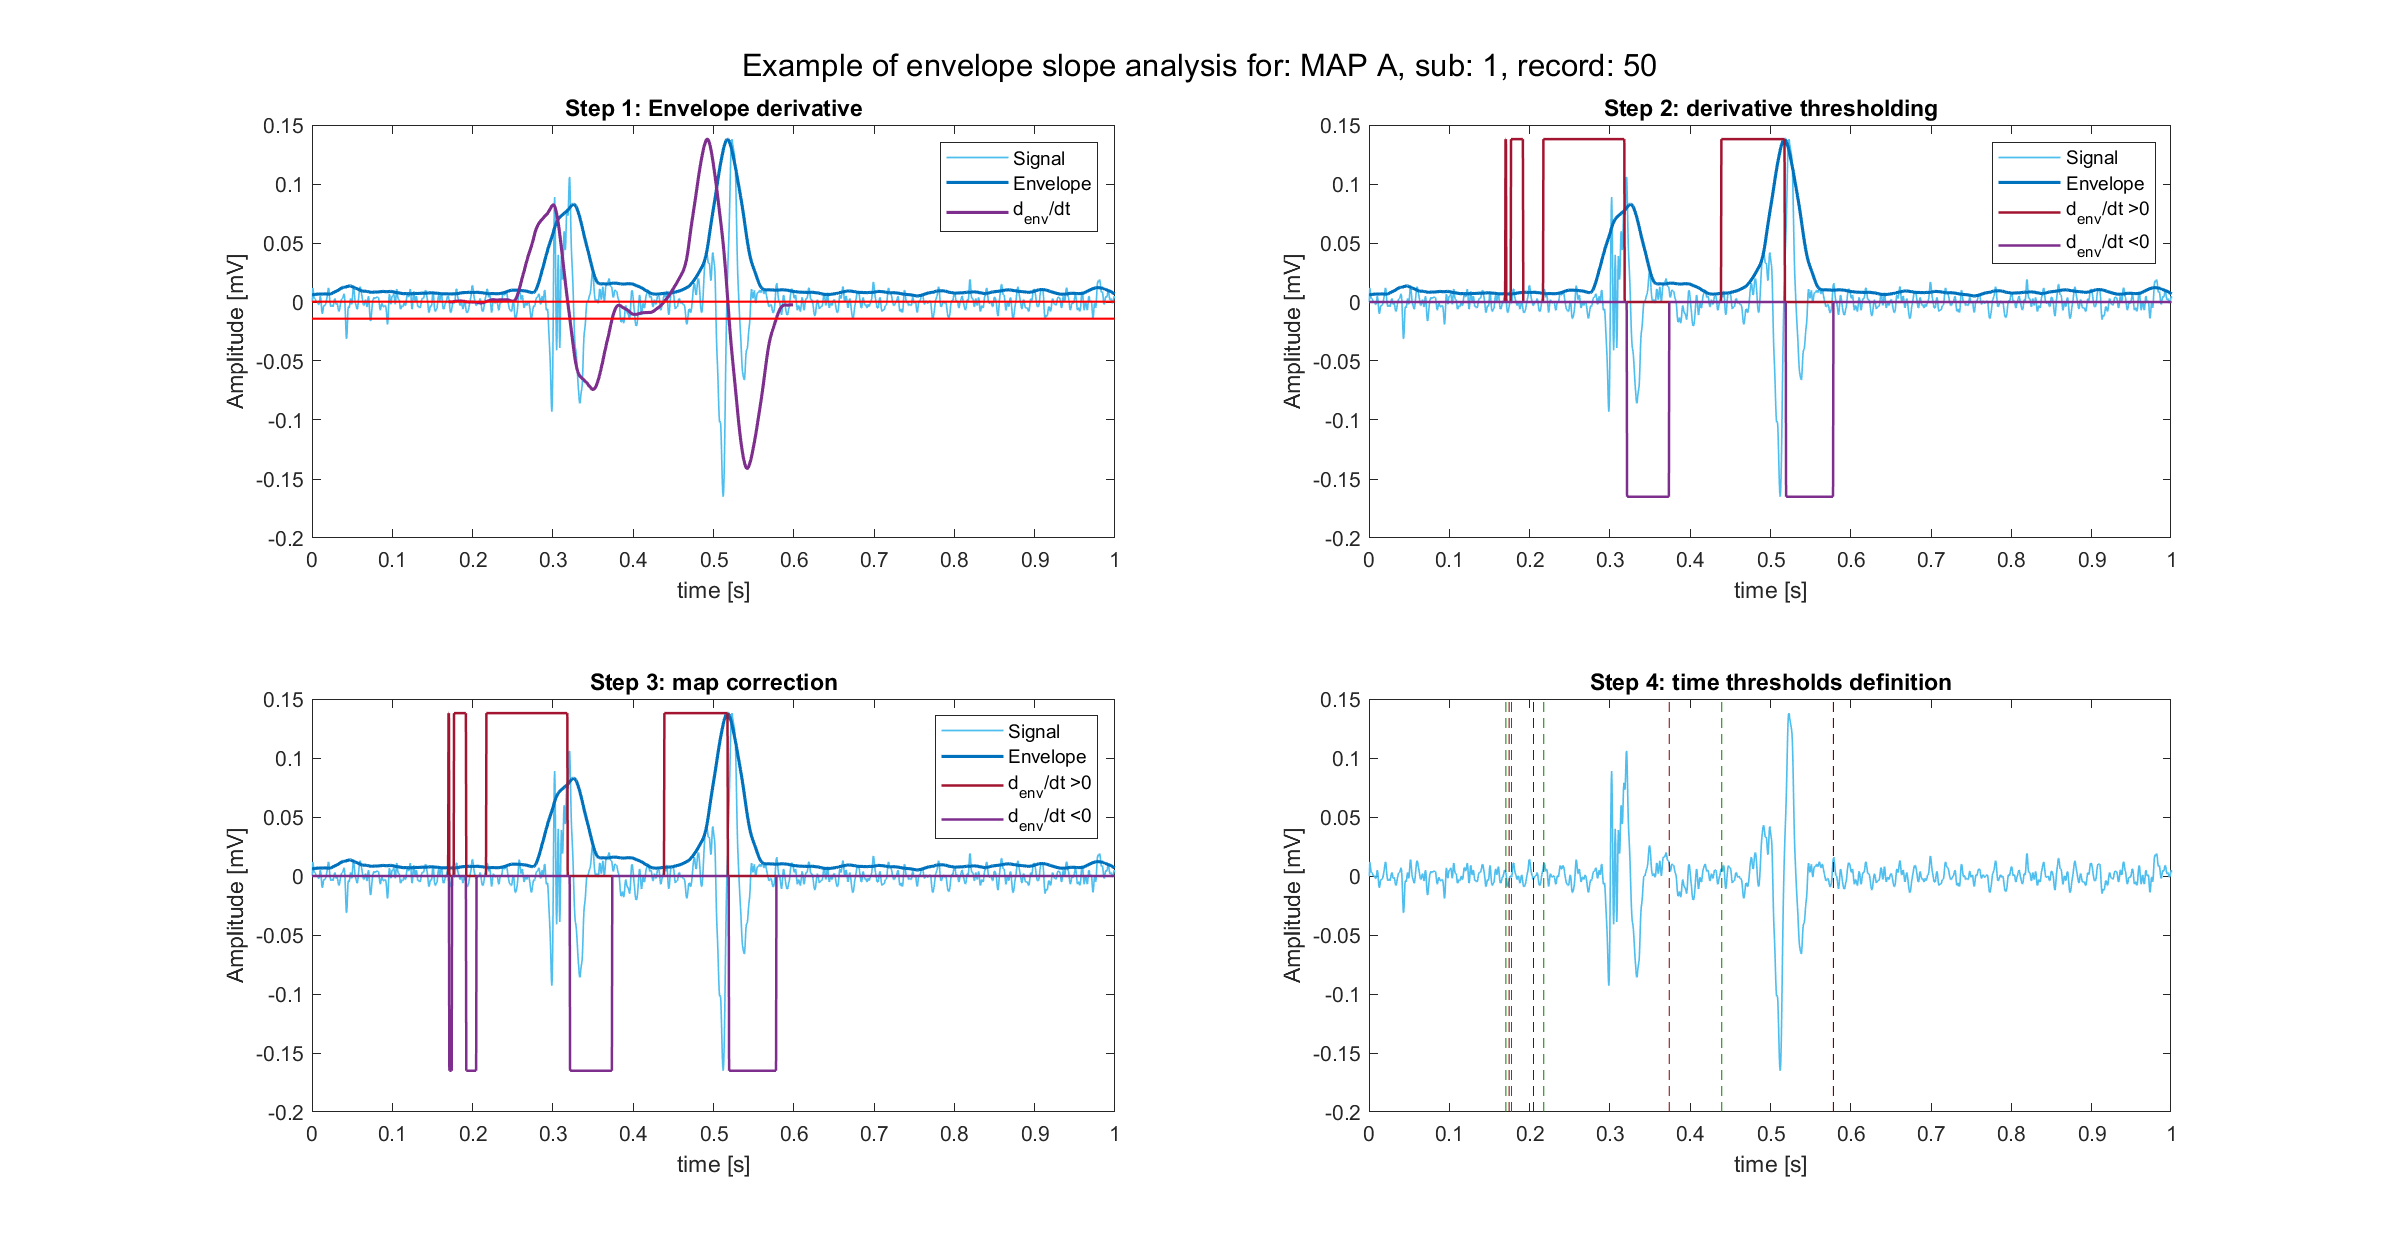 Example of envelope slope analysis for: MAP A, sub: 1, record: 50
Step 1: Envelope derivative
0.15
0.1
0.05
0
-0.05
-0.1
-0.15
-0.2
Amplitude [mV]
0 0.1 0.2 0.3 0.4 0.5 0.6 0.7 0.8 0.9 1
time [s]
Signal
Envelope
d_env/dt
Step 2: derivative thresholding
0.15
0.1
0.05
0
-0.05
-0.1
-0.15
-0.2
Amplitude [mV]
0 0.1 0.2 0.3 0.4 0.5 0.6 0.7 0.8 0.9 1
time [s]
Signal
Envelope
d_env/dt >0
d_env/dt <0
Step 3: map correction
0.15
0.1
0.05
0
-0.05
-0.1
-0.15
-0.2
Amplitude [mV]
0 0.1 0.2 0.3 0.4 0.5 0.6 0.7 0.8 0.9 1
time [s]
Signal
Envelope
d_env/dt >0
d_env/dt <0
Step 4: time thresholds definition
0.15
0.1
0.05
0
-0.05
-0.1
-0.15
-0.2
Amplitude [mV]
0 0.1 0.2 0.3 0.4 0.5 0.6 0.7 0.8 0.9 1
time [s]